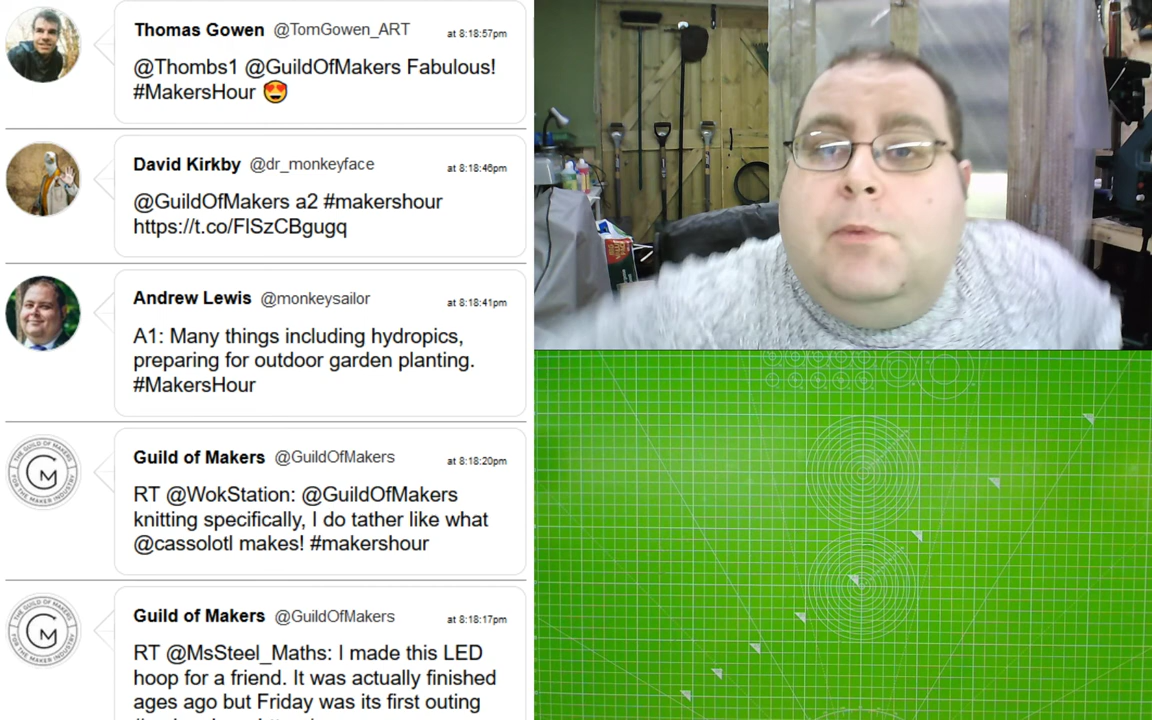 Thomas Gowen @TomGowen_ART at 8:18:57pm
@Thombs1 @GuildOfMakers Fabulous!
#MakersHour 😍
David Kirkby @dr_monkeyface at 8:18:46pm
@GuildOfMakers a2 #makershour
https://t.co/FlSzCBgugq
Andrew Lewis @monkeysailor at 8:18:41pm
A1: Many things including hydropics,
preparing for outdoor garden planting.
#MakersHour
Guild of Makers @GuildOfMakers at 8:18:20pm
RT @WokStation: @GuildOfMakers
knitting specifically, I do tather like what
@cassolotl makes! #makershour
Guild of Makers @GuildOfMakers at 8:18:17pm
RT @MsSteel_Maths: I made this LED
hoop for a friend. It was actually finished
ages ago but Friday was its first outing